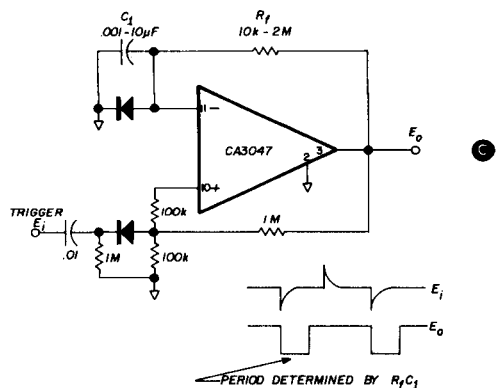 C1
.001-10µF
Rf
10k - 2M
11 -
CA3047
3
2
Eo
C
10 +
TRIGGER
Ei
.01
1M
100k
100k
1M
Ei
Eo
PERIOD DETERMINED BY RfC1